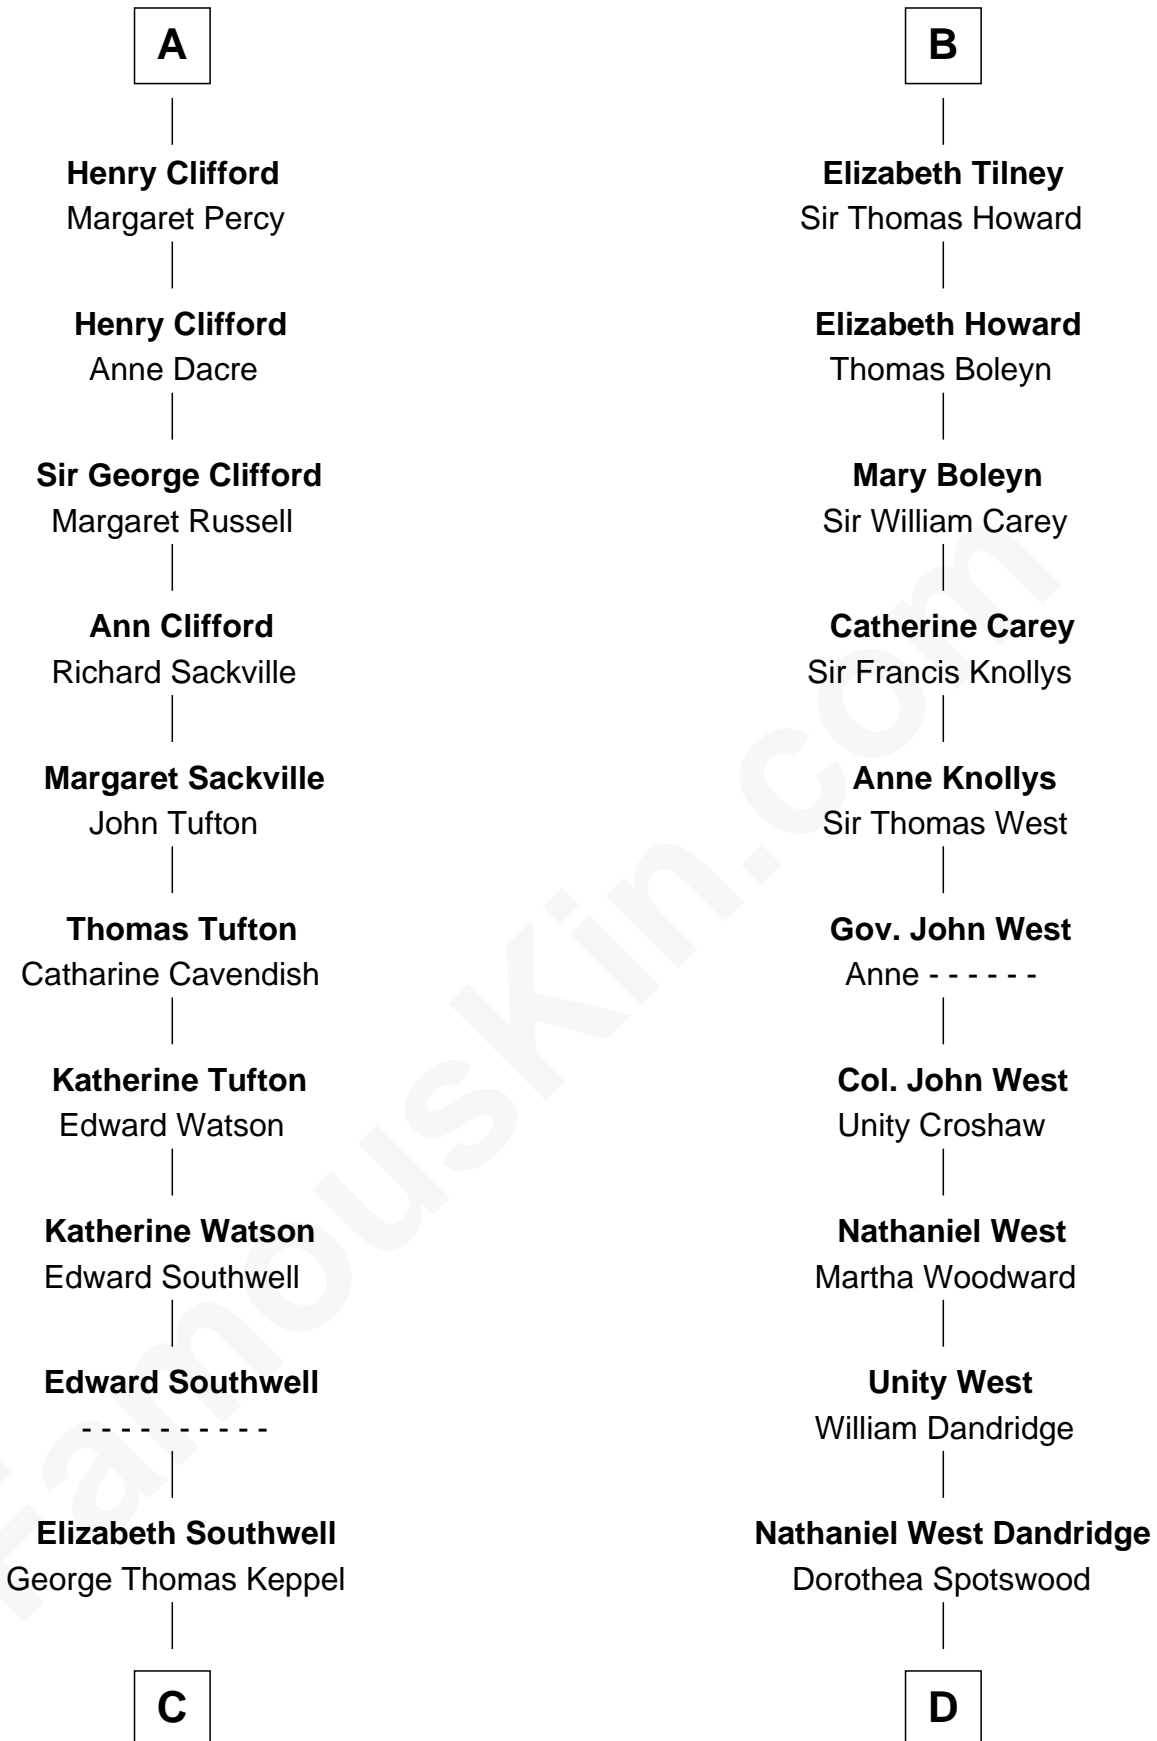 A
Henry Clifford
Margaret Percy
Henry Clifford
Anne Dacre
Sir George Clifford
Margaret Russell
Ann Clifford
Richard Sackville
Margaret Sackville
John Tufton
Thomas Tufton
Catharine Cavendish
Katherine Tufton
Edward Watson
Katherine Watson
Edward Southwell
Edward Southwell
- - - - - - - - - -
Elizabeth Southwell
George Thomas Keppel
C
B
Elizabeth Tilney
Sir Thomas Howard
Elizabeth Howard
Thomas Boleyn
Mary Boleyn
Sir William Carey
Catherine Carey
Sir Francis Knollys
Anne Knollys
Sir Thomas West
Gov. John West
Anne - - - - - -
Col. John West
Unity Croshaw
Nathaniel West
Martha Woodward
Unity West
William Dandridge
Nathaniel West Dandridge
Dorothea Spotswood
D
FamousKin.com